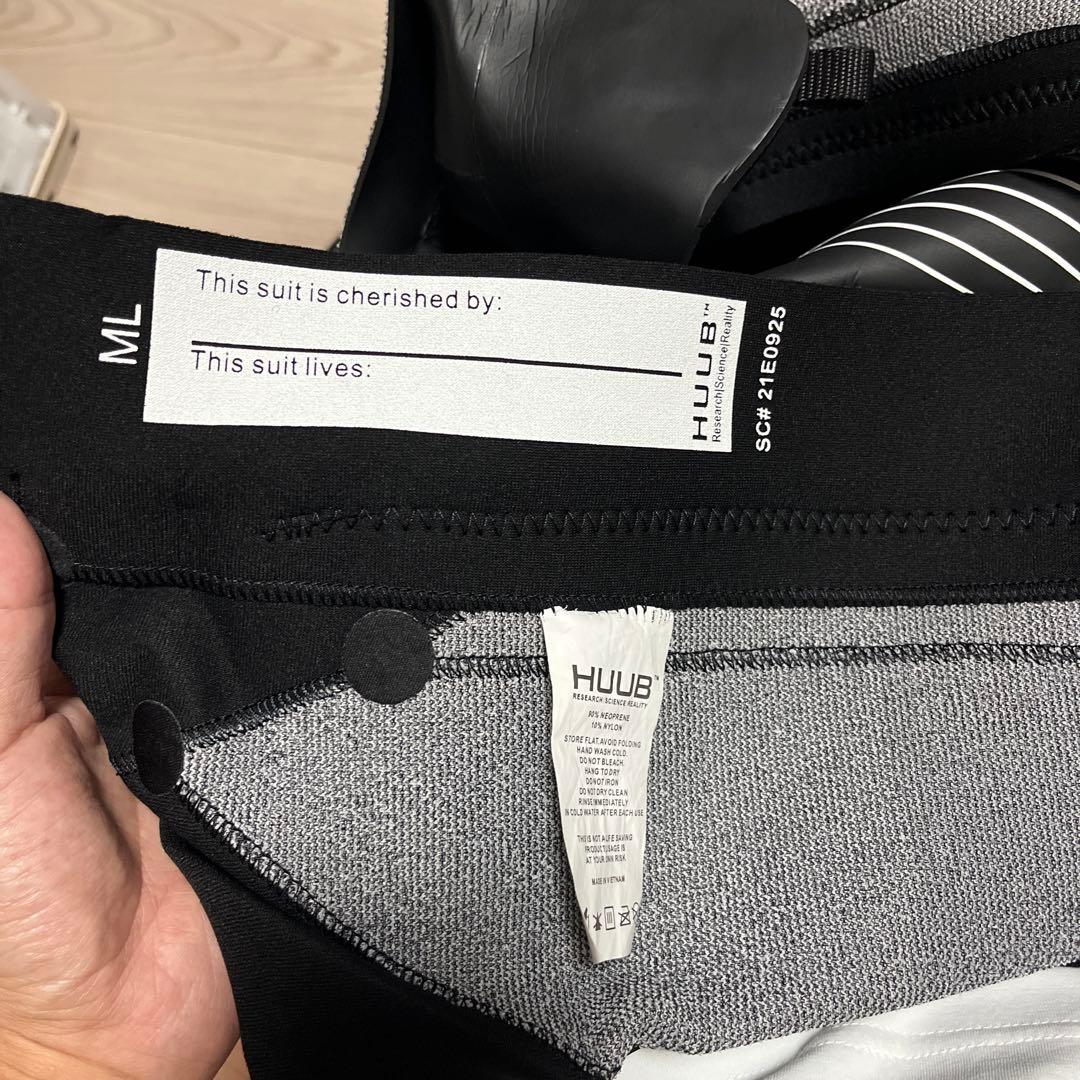 ML
This suit is cherished by:
This suit lives:
HUUB™
Research|Science|Reality
SC# 21E0925
HUUB™
RESEARCH|SCIENCE|REALITY
90% NEOPRENE
10% NYLON
STORE FLAT.AVOID FOLDING
HAND WASH COLD.
DO NOT BLEACH.
HANG TO DRY
DO NOT IRON
DO NOT DRY CLEAN
RINSE IMMEDIATELY
IN COLD WATER AFTER EACH USE
THIS IS NOT A LIFE SAVING
PRODUCT.USAGE IS
AT YOUR OWN RISK
MADE IN VIETNAM